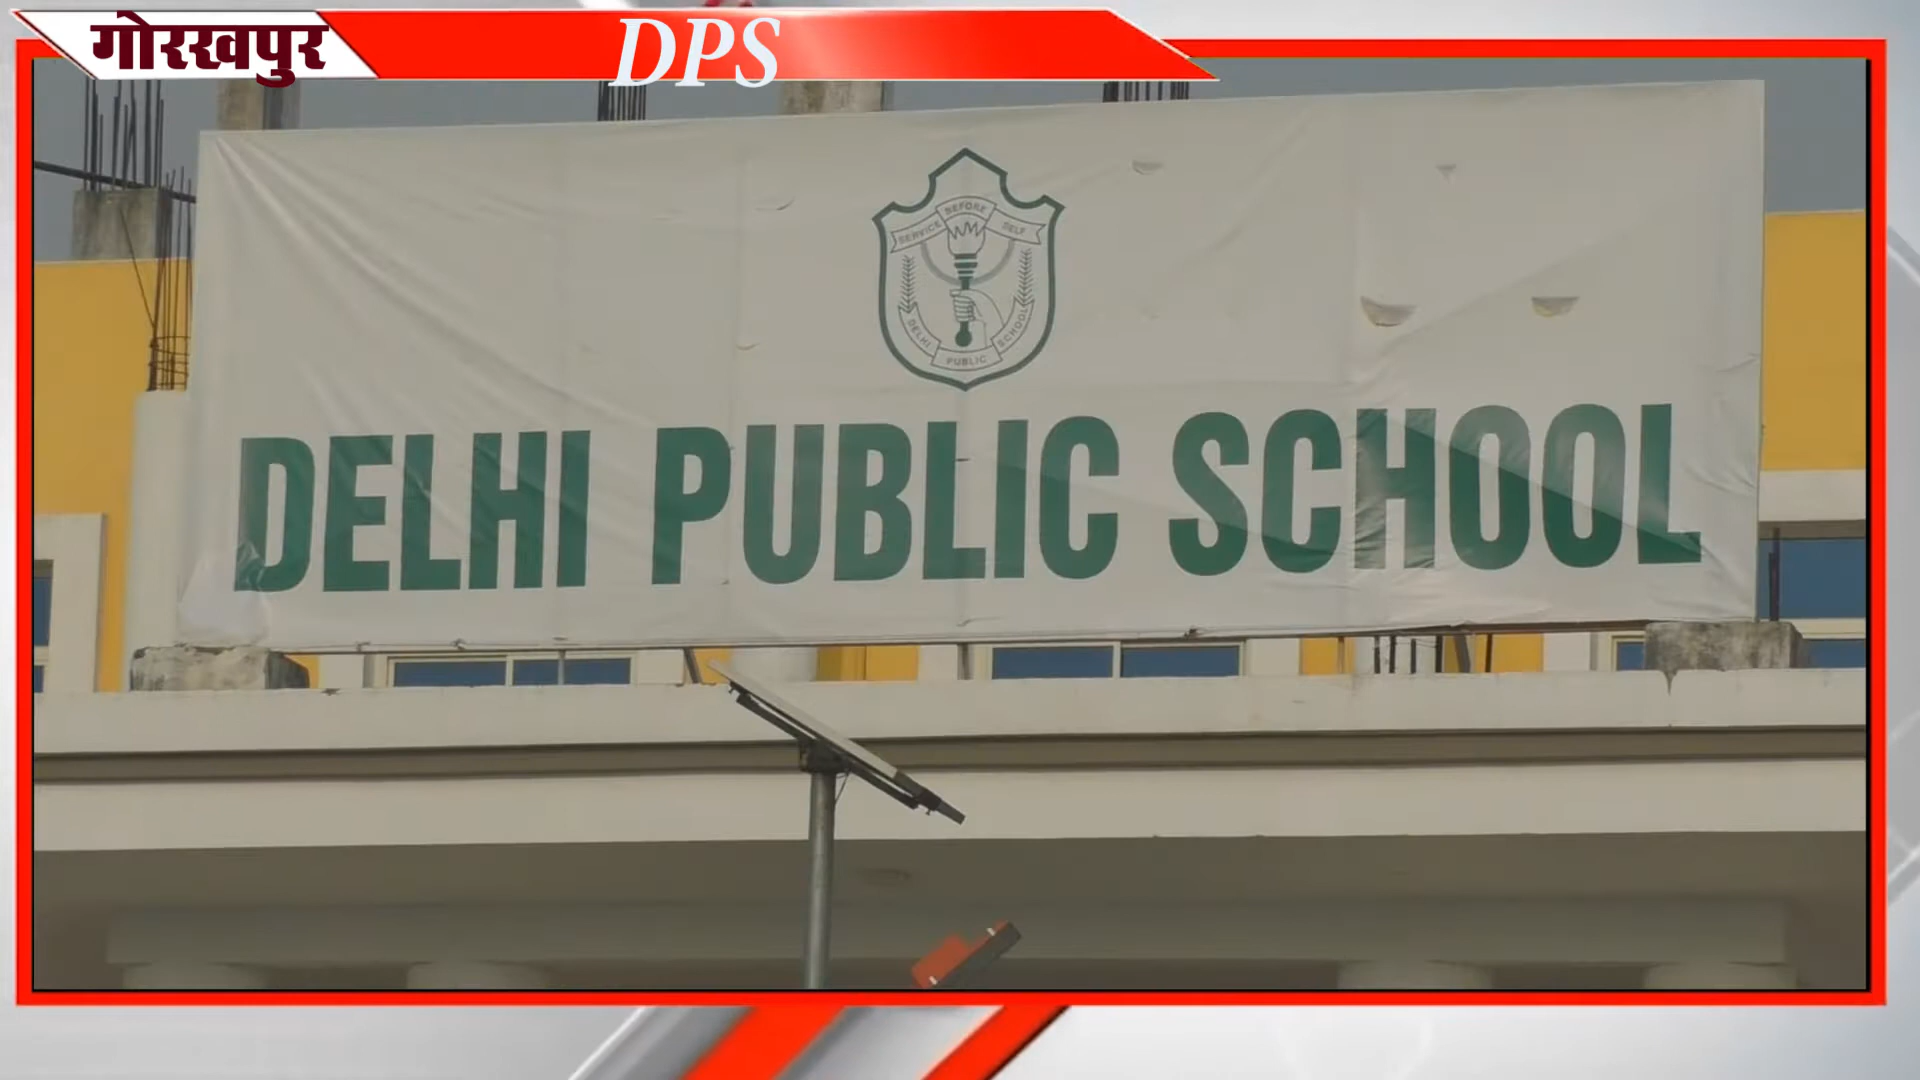 गोरखपुर
DPS
SERVICE BEFORE SELF
DELHI PUBLIC SCHOOL
DELHI PUBLIC SCHOOL